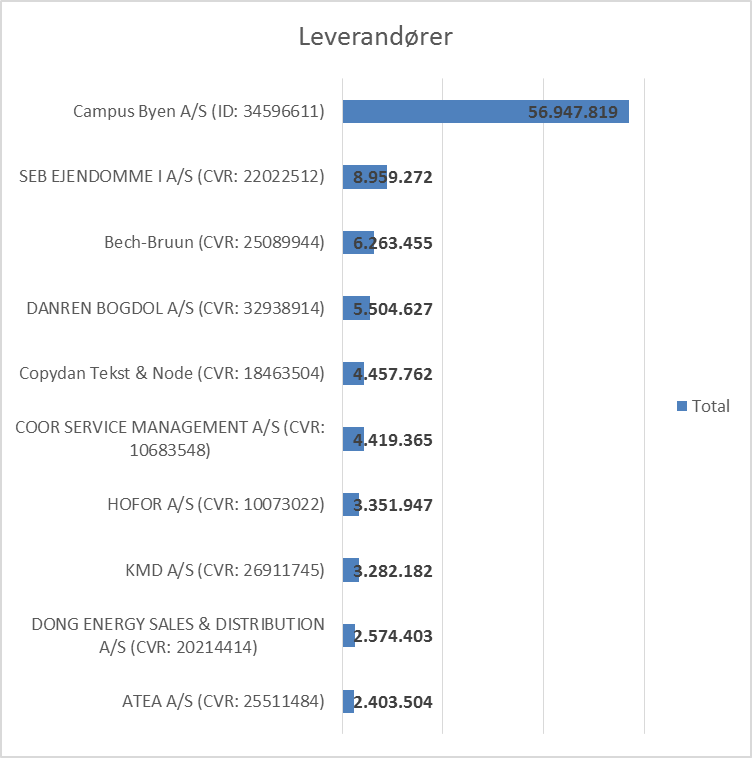 Leverandører
Campus Byen A/S (ID: 34596611)
56.947.819
SEB EJENDOMME I A/S (CVR: 22022512)
8.959.272
Bech-Bruun (CVR: 25089944)
6.263.455
DANREN BOGDOL A/S (CVR: 32938914)
5.504.627
Copydan Tekst & Node (CVR: 18463504)
4.457.762
COOR SERVICE MANAGEMENT A/S (CVR:
10683548)
4.419.365
HOFOR A/S (CVR: 10073022)
3.351.947
KMD A/S (CVR: 26911745)
3.282.182
DONG ENERGY SALES & DISTRIBUTION
A/S (CVR: 20214414)
2.574.403
ATEA A/S (CVR: 25511484)
2.403.504
Total